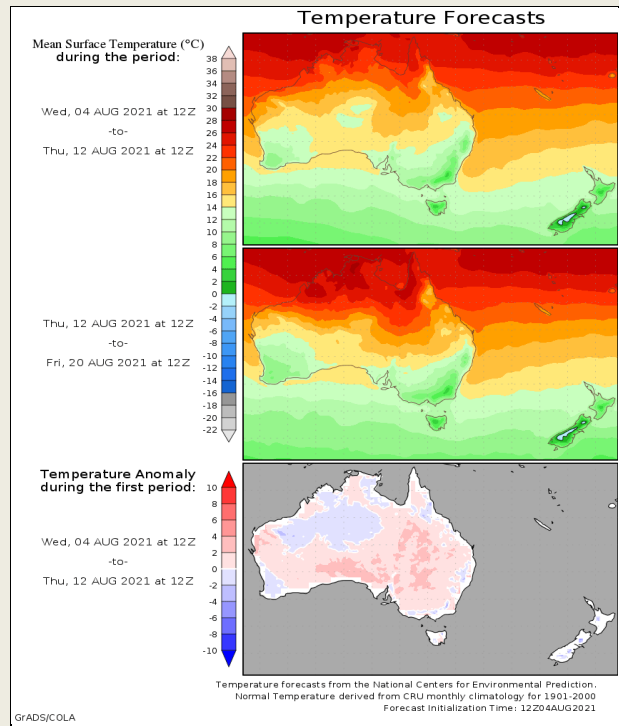 Temperature Forecasts
Mean Surface Temperature (°C)
during the period:
38
36
34
32
30
28
26
24
22
20
18
16
14
12
10
8
6
4
2
0
-2
-4
-6
-8
-10
-12
-14
-16
-18
-20
-22
Wed, 04 AUG 2021 at 12Z
-to-
Thu, 12 AUG 2021 at 12Z
Thu, 12 AUG 2021 at 12Z
-to-
Fri, 20 AUG 2021 at 12Z
Temperature Anomaly
during the first period:
10
8
6
4
2
0
-2
-4
-6
-8
-10
Wed, 04 AUG 2021 at 12Z
-to-
Thu, 12 AUG 2021 at 12Z
Temperature forecasts from the National Centers for Environmental Prediction.
Normal Temperature derived from CRU monthly climatology for 1901-2000
Forecast Initialization Time: 12Z04AUG2021
GrADS/COLA